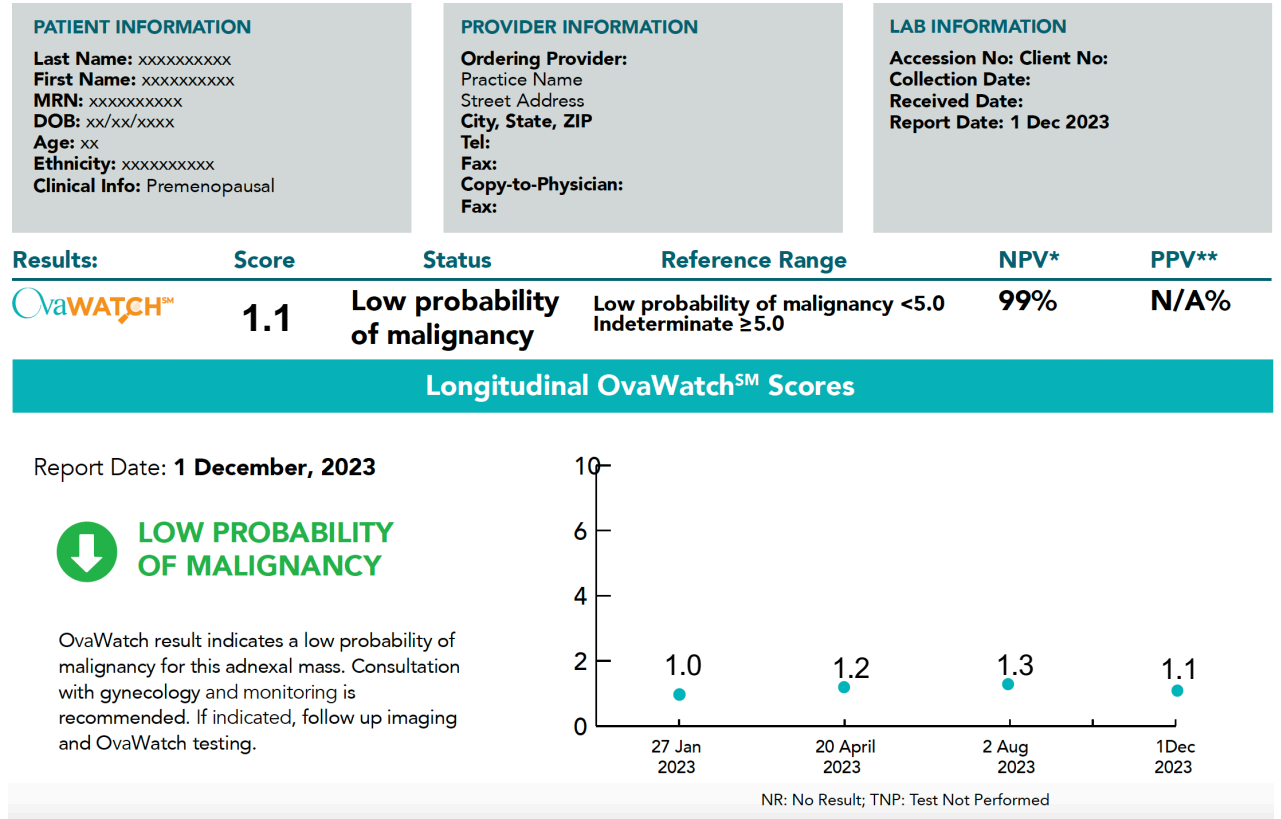 PATIENT INFORMATION
Last Name: xxxxxxxxxx
First Name: xxxxxxxxxx
MRN: xxxxxxxxxx
DOB: xx/xx/xxxx
Age: xx
Ethnicity: xxxxxxxxxx
Clinical Info: Premenopausal
PROVIDER INFORMATION
Ordering Provider:
Practice Name
Street Address
City, State, ZIP
Tel:
Fax:
Copy-to-Physician:
Fax:
LAB INFORMATION
Accession No: Client No:
Collection Date:
Received Date:
Report Date: 1 Dec 2023
Results: Score Status Reference Range NPV* PPV**
OvaWATCH℠ 1.1 Low probability of malignancy <5.0 99% N/A%
Low probability
of malignancy
Indeterminate ≥5.0
Longitudinal OvaWatch℠ Scores
Report Date: 1 December, 2023
LOW PROBABILITY
OF MALIGNANCY
OvaWatch result indicates a low probability of
malignancy for this adnexal mass. Consultation
with gynecology and monitoring is
recommended. If indicated, follow up imaging
and OvaWatch testing.
10
6
4
2
0
1.0 1.2 1.3 1.1
27 Jan 20 April 2 Aug 1Dec
2023 2023 2023 2023
NR: No Result; TNP: Test Not Performed